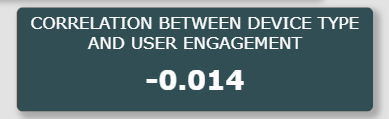 CORRELATION BETWEEN DEVICE TYPE
AND USER ENGAGEMENT
-0.014